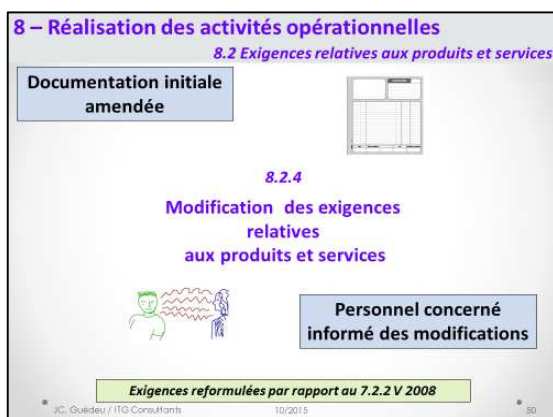 8 – Réalisation des activités opérationnelles
8.2 Exigences relatives aux produits et services
Documentation initiale
amendée
8.2.4
Modification des exigences
relatives
aux produits et services
Personnel concerné
informé des modifications
Exigences reformulées par rapport au 7.2.2 V 2008
JC. Guédeu / ITG Consultants
10/2015
50